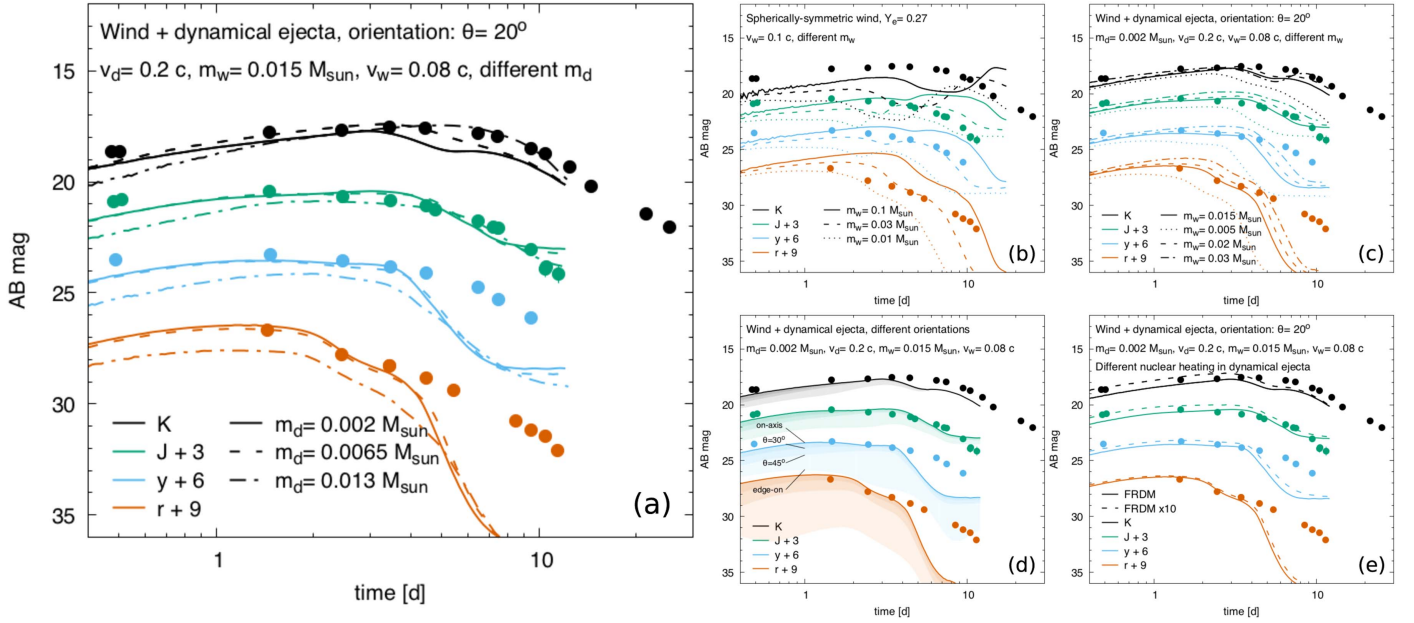 Wind + dynamical ejecta, orientation: θ= 20°
v_d= 0.2 c, m_w= 0.015 M_sun, v_w= 0.08 c, different m_d
15
20
25
30
35
AB mag
K
J + 3
y + 6
r + 9
m_d= 0.002 M_sun
m_d= 0.0065 M_sun
m_d= 0.013 M_sun
(a)
1
10
time [d]
Spherically-symmetric wind, Y_e= 0.27
v_w= 0.1 c, different m_w
15
20
25
30
35
AB mag
K
J + 3
y + 6
r + 9
m_w= 0.1 M_sun
m_w= 0.03 M_sun
m_w= 0.01 M_sun
(b)
1
10
time [d]
Wind + dynamical ejecta, orientation: θ= 20°
m_d= 0.002 M_sun, v_d= 0.2 c, v_w= 0.08 c, different m_w
15
20
25
30
35
AB mag
K
J + 3
y + 6
r + 9
m_w= 0.015 M_sun
m_w= 0.005 M_sun
m_w= 0.02 M_sun
m_w= 0.03 M_sun
(c)
1
10
time [d]
Wind + dynamical ejecta, different orientations
m_d= 0.002 M_sun, v_d= 0.2 c, m_w= 0.015 M_sun, v_w= 0.08 c
15
20
25
30
35
AB mag
on-axis
θ=30°
θ=45°
edge-on
K
J + 3
y + 6
r + 9
(d)
1
10
time [d]
Wind + dynamical ejecta, orientation: θ= 20°
m_d= 0.002 M_sun, v_d= 0.2 c, m_w= 0.015 M_sun, v_w= 0.08 c
Different nuclear heating in dynamical ejecta
15
20
25
30
35
AB mag
FRDM
FRDM x10
K
J + 3
y + 6
r + 9
(e)
1
10
time [d]